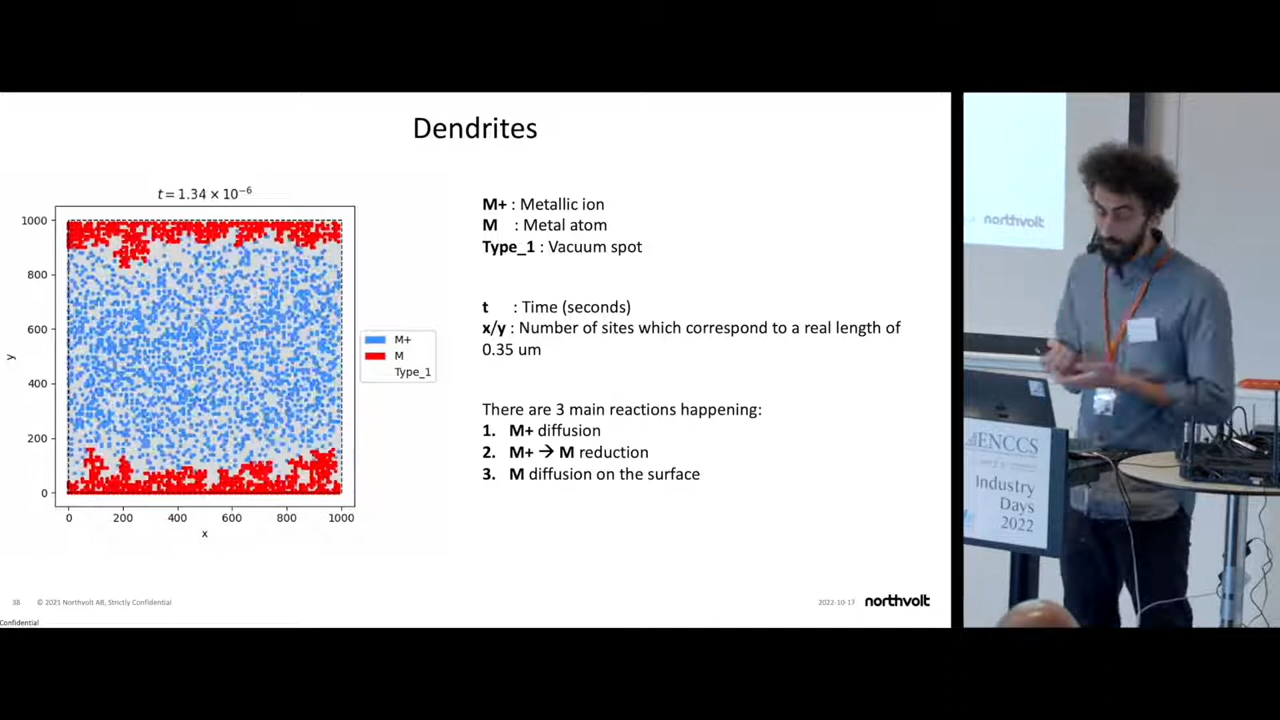 Dendrites
t = 1.34 × 10⁻⁶
1000
800
600
400
200
0
y
0 200 400 600 800 1000
x
M+
M
Type_1
M+ : Metallic ion
M : Metal atom
Type_1 : Vacuum spot
t : Time (seconds)
x/y : Number of sites which correspond to a real length of
0.35 um
There are 3 main reactions happening:
1. M+ diffusion
2. M+ → M reduction
3. M diffusion on the surface
38 © 2021 Northvolt AB, Strictly Confidential
2022-10-17 northvolt
Confidential
northvolt
ENCCS
Industry
Days
2022